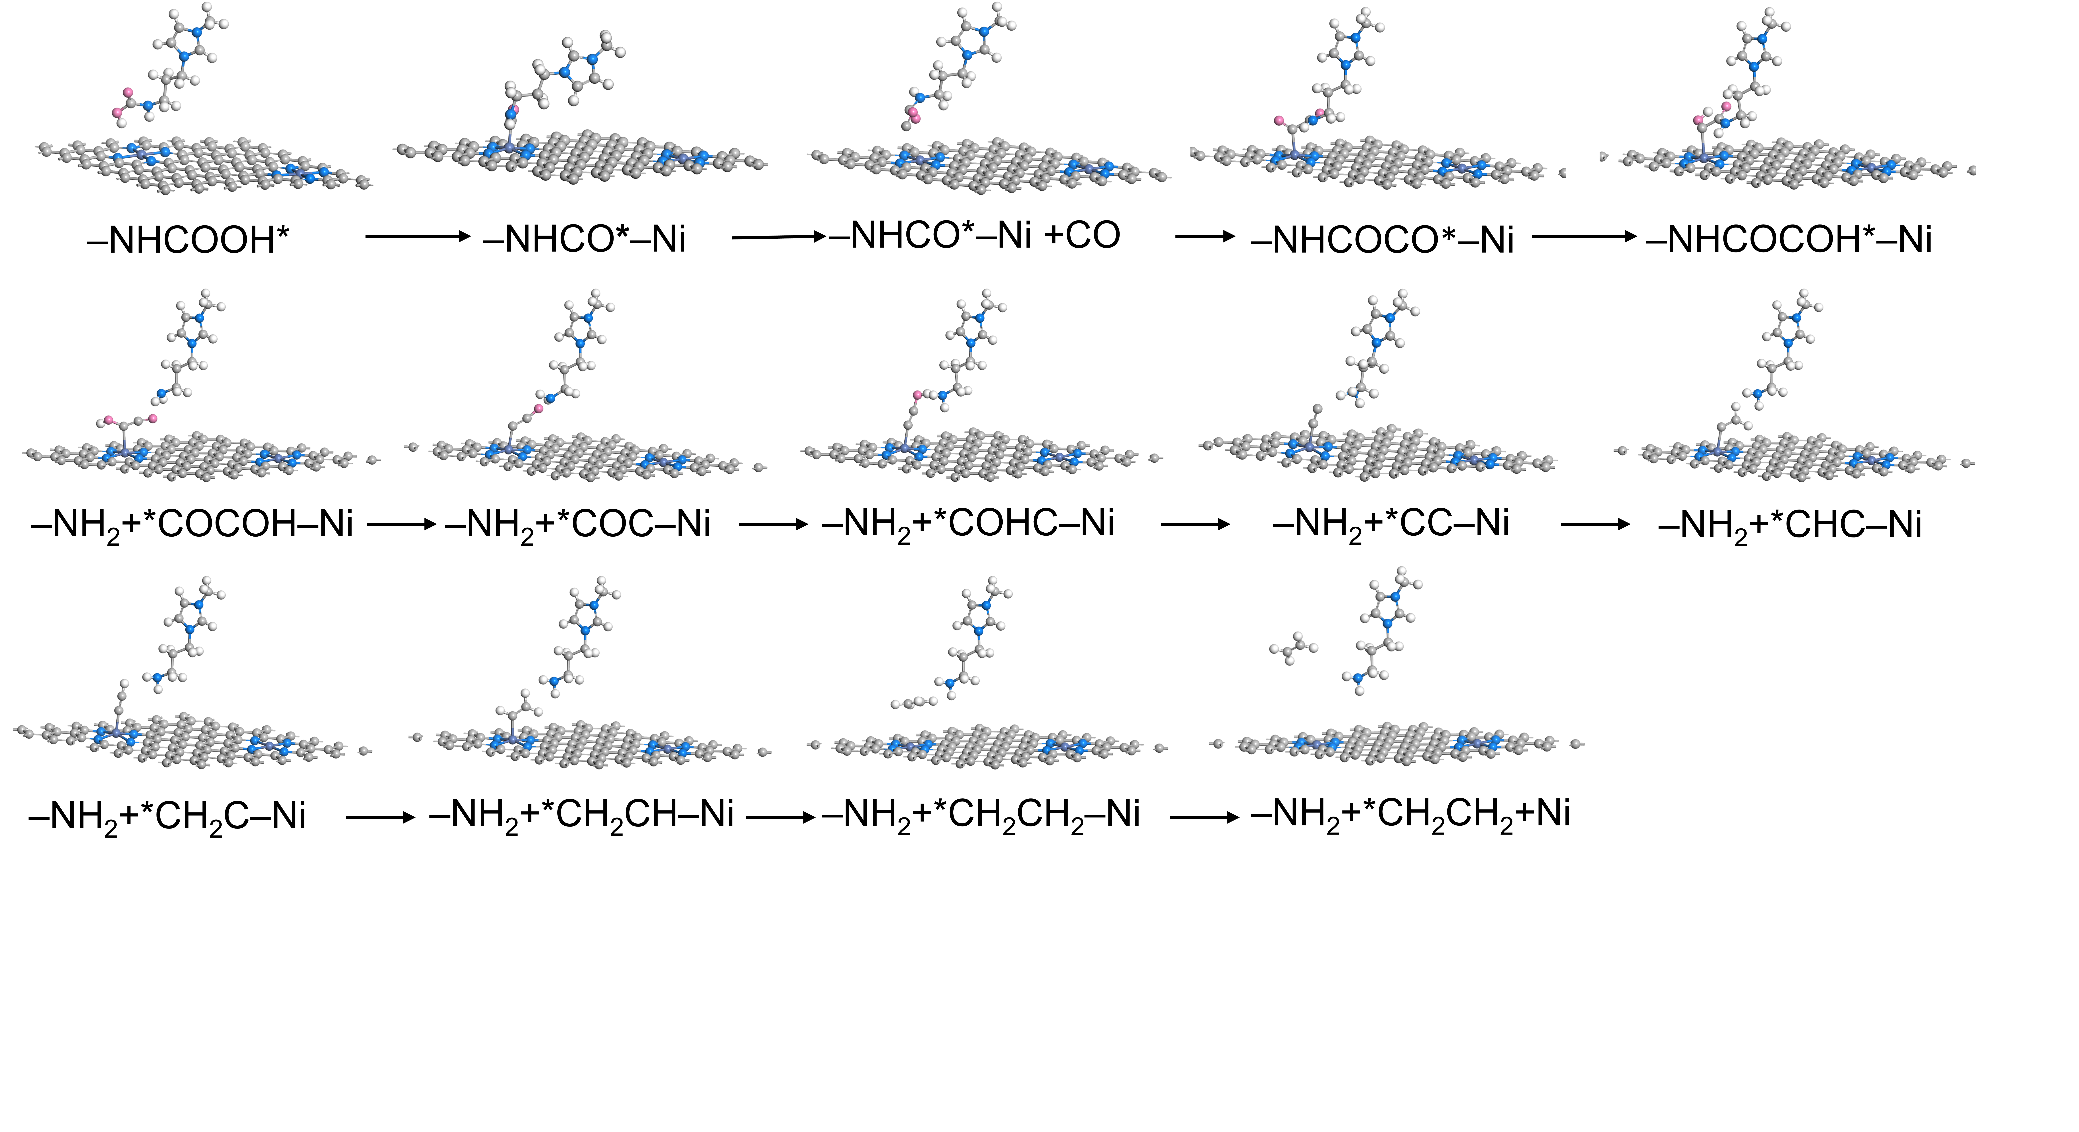 –NHCOOH* → –NHCO*–Ni → –NHCO*–Ni +CO → –NHCOCO*–Ni → –NHCOCOH*–Ni
–NH₂+*COCOH–Ni → –NH₂+*COC–Ni → –NH₂+*COHC–Ni → –NH₂+*CC–Ni → –NH₂+*CHC–Ni
–NH₂+*CH₂C–Ni → –NH₂+*CH₂CH–Ni → –NH₂+*CH₂CH₂–Ni → –NH₂+*CH₂CH₂+Ni